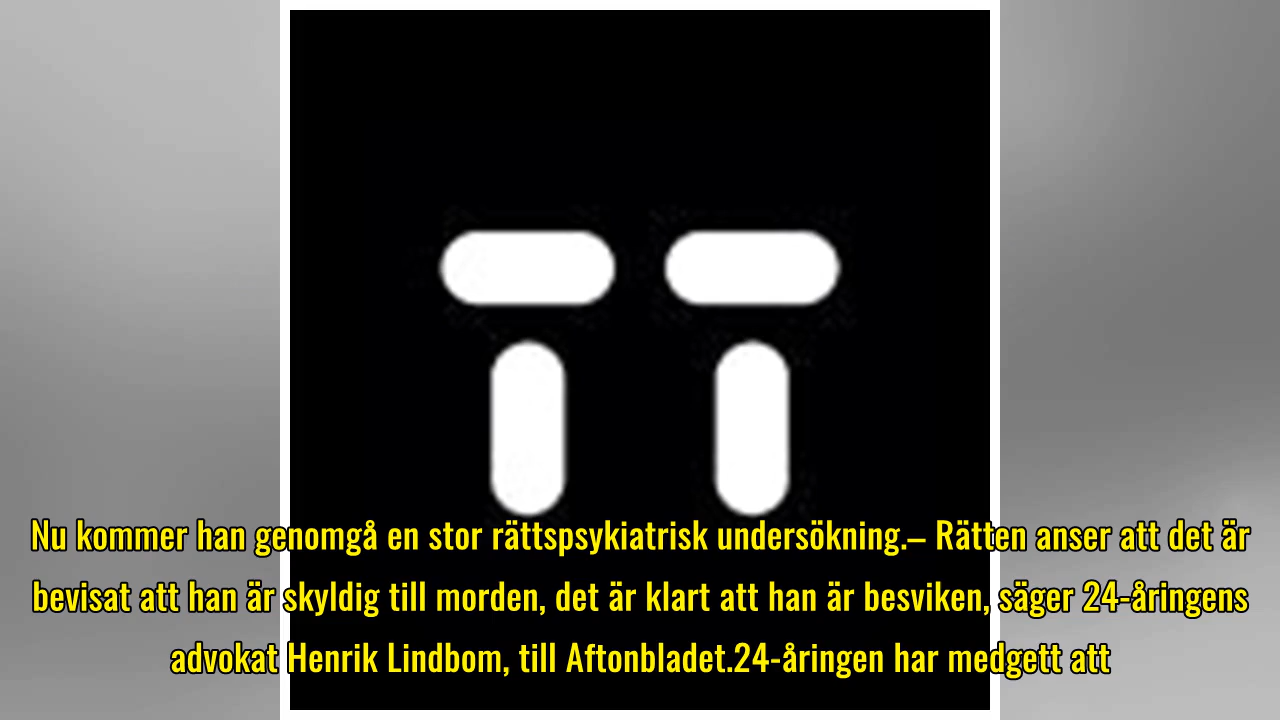 TT
Nu kommer han genomgå en stor rättspsykiatrisk undersökning.– Rätten anser att det är
bevisat att han är skyldig till morden, det är klart att han är besviken, säger 24-åringens
advokat Henrik Lindbom, till Aftonbladet.24-åringen har medgett att